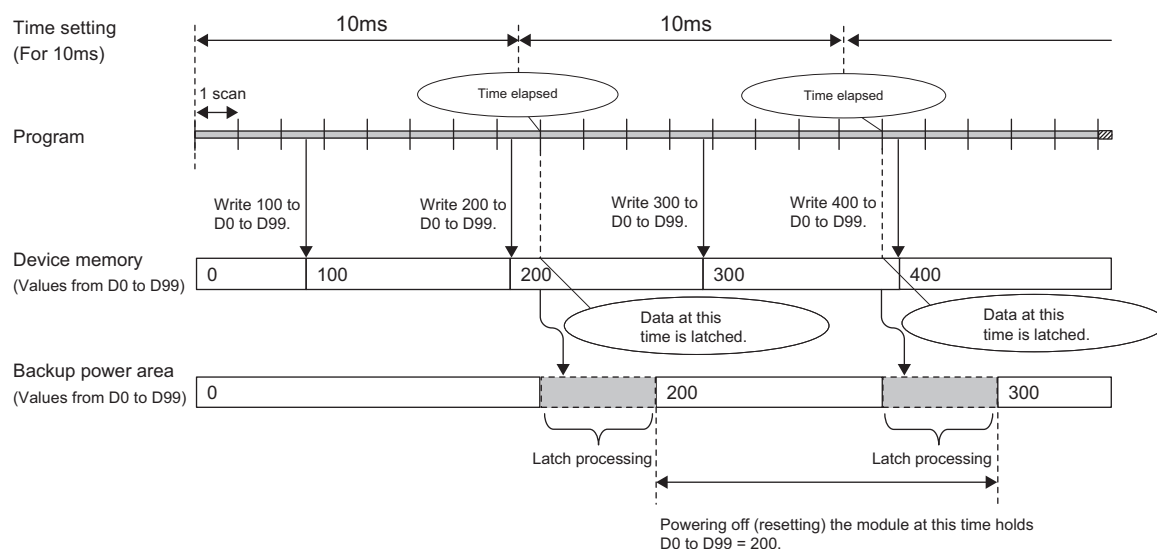 Time setting
(For 10ms)
10ms
10ms
Time elapsed
Time elapsed
1 scan
Program
Write 100 to
D0 to D99.
Write 200 to
D0 to D99.
Write 300 to
D0 to D99.
Write 400 to
D0 to D99.
Device memory
(Values from D0 to D99)
0
100
200
300
400
Data at this
time is latched.
Data at this
time is latched.
Backup power area
(Values from D0 to D99)
0
200
300
Latch processing
Latch processing
Powering off (resetting) the module at this time holds
D0 to D99 = 200.